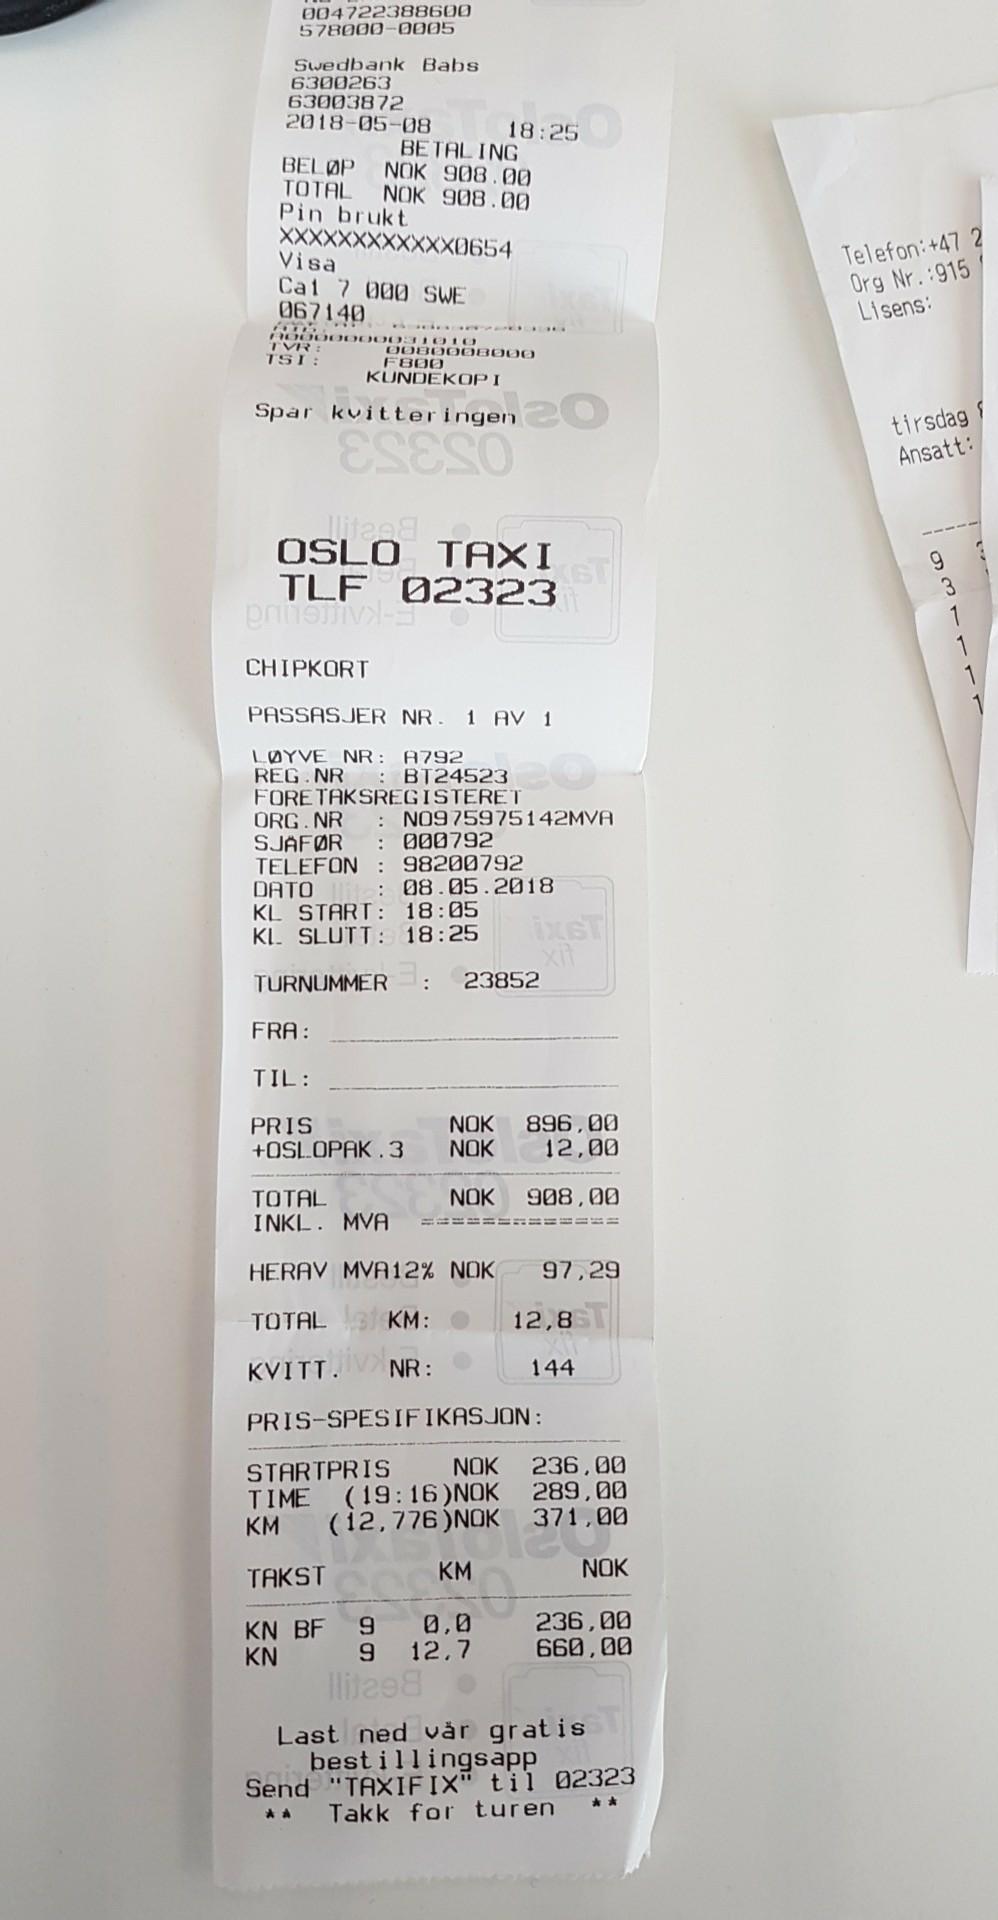 004722388600
578000-0005
Swedbank Babs
6300263
63003872
2018-05-08 18:25
BETALING
BELØP NOK 908.00
TOTAL NOK 908.00
Pin brukt
XXXXXXXXXXXX0654
Visa
Ca1 7 000 SWE
067140
A0000000031010
TVR: 0080008000
TSI: F800
KUNDEKOPI
Spar kvitteringen
OSLO TAXI
TLF 02323
CHIPKORT
PASSASJER NR. 1 AV 1
LØYVE NR: A792
REG.NR : BT24523
FORETAKSREGISTERET
ORG.NR : NO975975142MVA
SJÅFØR : 000792
TELEFON : 98200792
DATO : 08.05.2018
KL START: 18:05
KL SLUTT: 18:25
TURNUMMER : 23852
FRA:
TIL:
PRIS NOK 896,00
+OSLOPAK.3 NOK 12,00
TOTAL NOK 908,00
INKL. MVA =============
HERAV MVA12% NOK 97,29
TOTAL KM: 12,8
KVITT. NR: 144
PRIS-SPESIFIKASJON:
STARTPRIS NOK 236,00
TIME (19:16)NOK 289,00
KM (12,776)NOK 371,00
TAKST KM NOK
KN BF 9 0,0 236,00
KN 9 12,7 660,00
Last ned vår gratis
bestillingsapp
Send "TAXIFIX" til 02323
** Takk for turen **
Telefon:+47 2
Org Nr.:915
Lisens:
tirsdag
Ansatt:
9
3
1
1
1
1